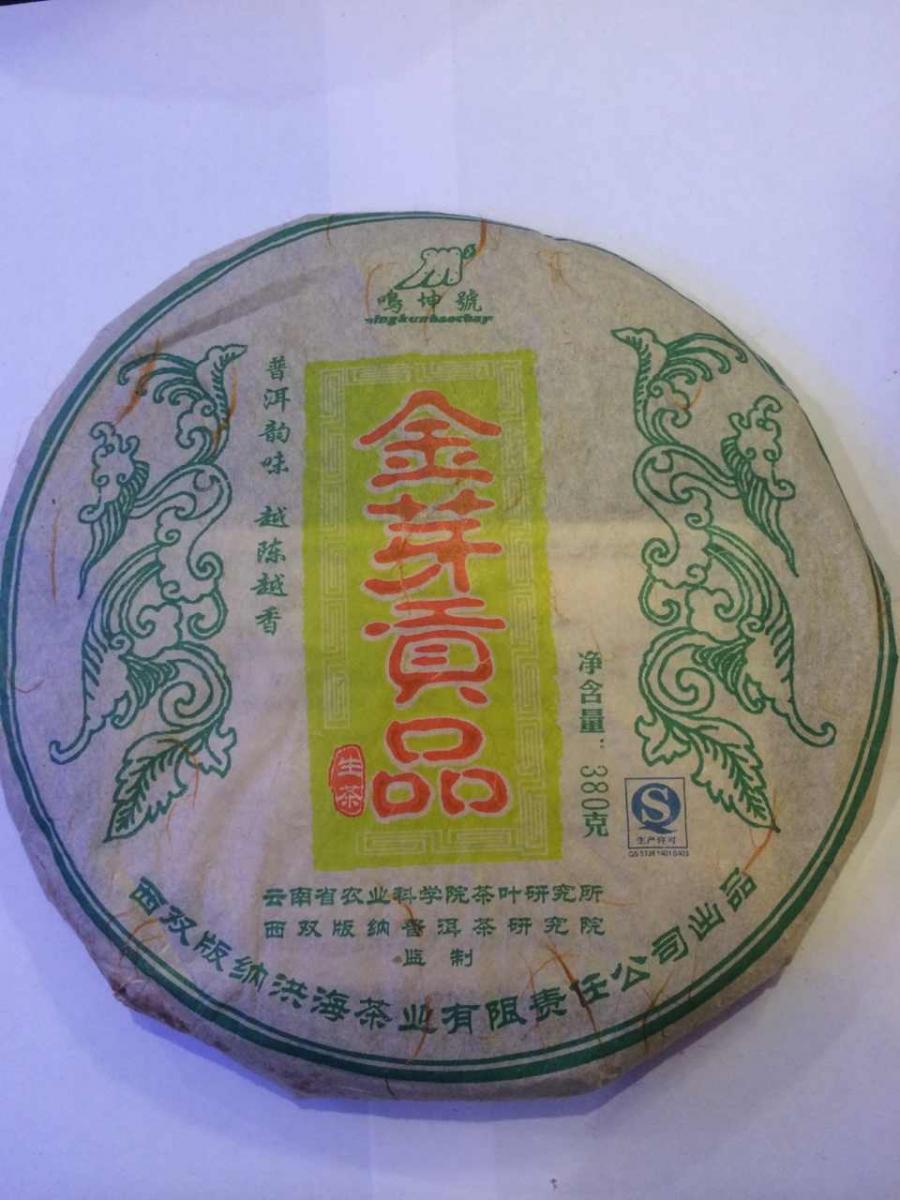 鳴坤號
普洱韵味 越陈越香
金芽貢品
生茶
净含量：380克
生产许可
云南省农业科学院茶叶研究所
西双版纳普洱茶研究院
监制
西双版纳洪海茶业有限责任公司出品